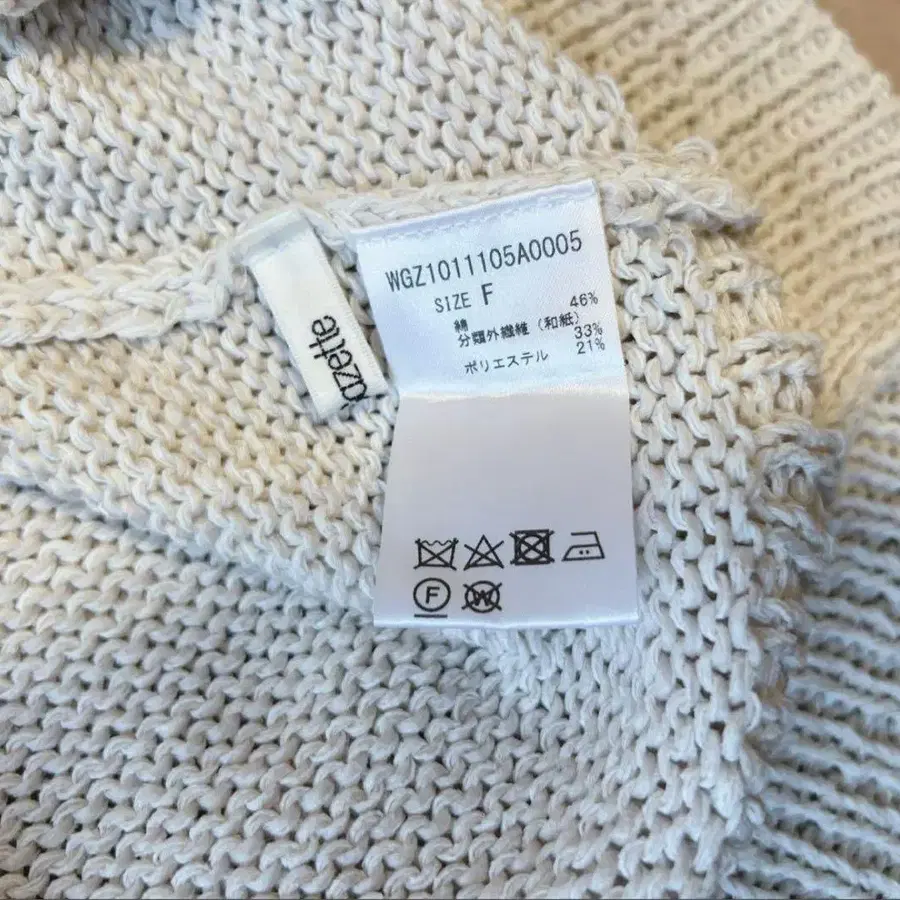 WGZ1011105A0005
SIZE F
綿 46%
分類外繊維 (和紙) 33%
ポリエステル 21%
azette
F
W